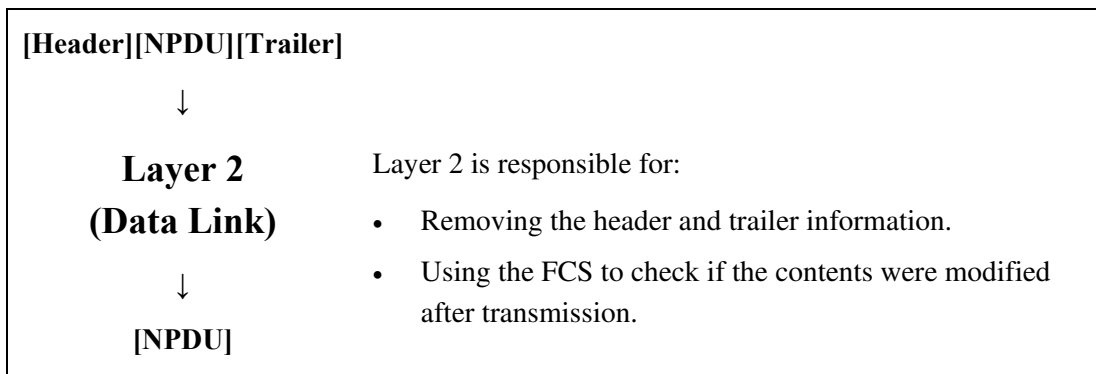 [Header][NPDU][Trailer]
↓
Layer 2
(Data Link)
↓
[NPDU]
Layer 2 is responsible for:
• Removing the header and trailer information.
• Using the FCS to check if the contents were modified
after transmission.